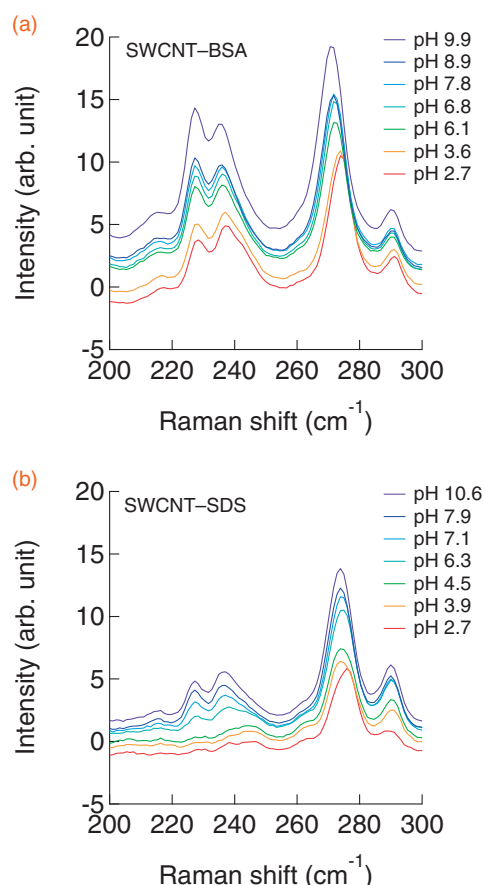 (a)
20
15
10
5
0
-5
Intensity (arb. unit)
SWCNT–BSA
pH 9.9
pH 8.9
pH 7.8
pH 6.8
pH 6.1
pH 3.6
pH 2.7
200 220 240 260 280 300
Raman shift (cm⁻¹)
(b)
20
15
10
5
0
-5
Intensity (arb. unit)
SWCNT–SDS
pH 10.6
pH 7.9
pH 7.1
pH 6.3
pH 4.5
pH 3.9
pH 2.7
200 220 240 260 280 300
Raman shift (cm⁻¹)